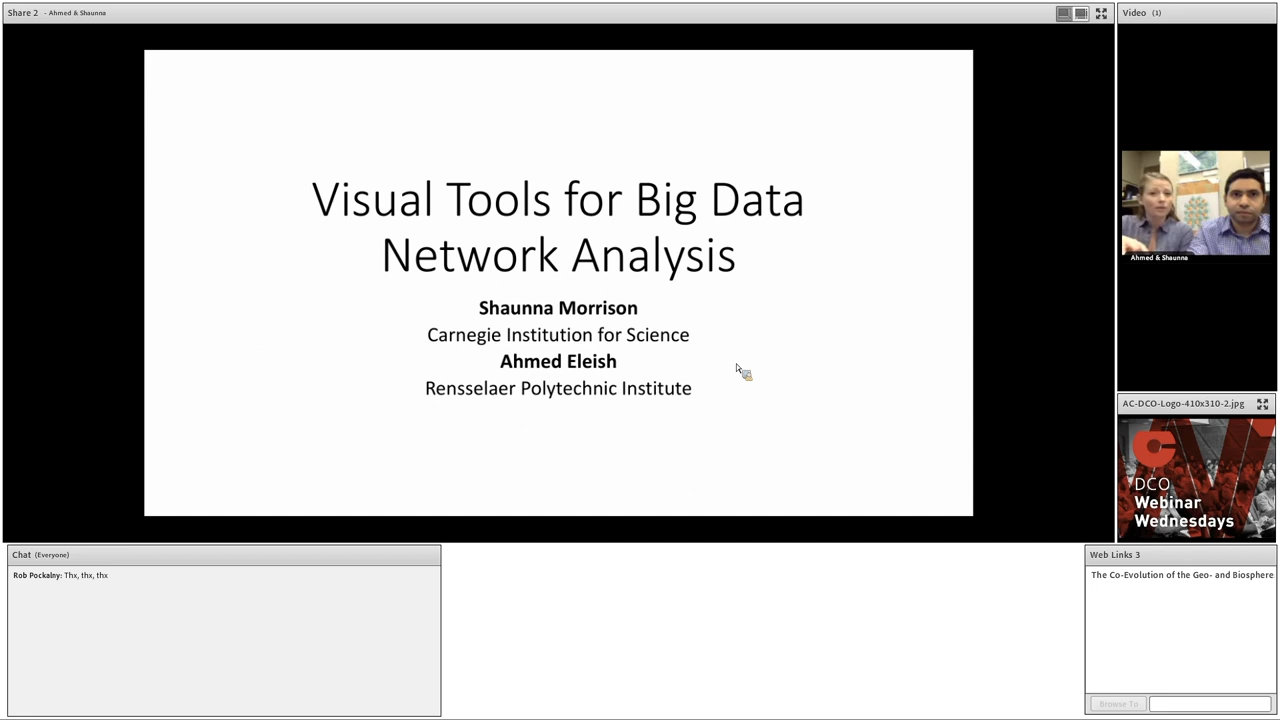 Share 2 - Ahmed & Shaunna
Visual Tools for Big Data
Network Analysis
Shaunna Morrison
Carnegie Institution for Science
Ahmed Eleish
Rensselaer Polytechnic Institute
Video (1)
Ahmed & Shaunna
AC-DCO-Logo-410x310-2.jpg
DCO
Webinar
Wednesdays
Chat (Everyone)
Rob Pockalny: Thx, thx, thx
Web Links 3
The Co-Evolution of the Geo- and Biosphere
Browse To